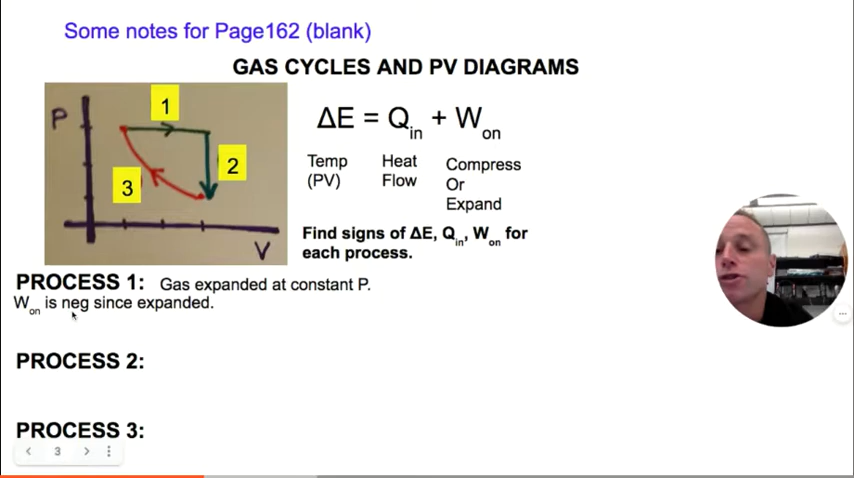 Some notes for Page162 (blank)
GAS CYCLES AND PV DIAGRAMS
P
1
2
3
V
ΔE = Qin + Won
Temp
(PV)
Heat
Flow
Compress
Or
Expand
Find signs of ΔE, Qin, Won for
each process.
PROCESS 1: Gas expanded at constant P.
Won is neg since expanded.
PROCESS 2:
PROCESS 3:
3